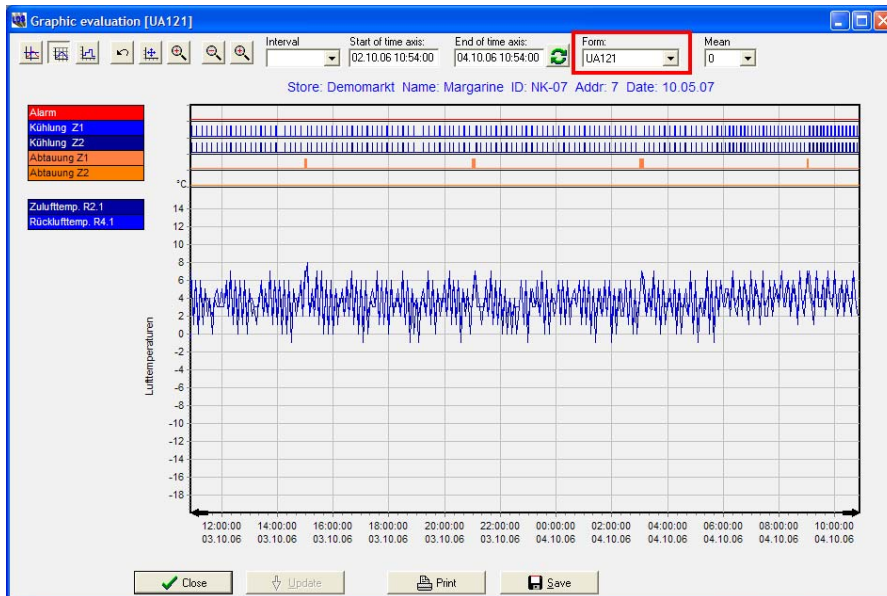 Graphic evaluation [UA121]
Interval
Start of time axis:
End of time axis:
Form:
Mean
02.10.06 10:54:00
04.10.06 10:54:00
UA121
0
Store: Demomarkt Name: Margarine ID: NK-07 Addr: 7 Date: 10.05.07
Alarm
Kühlung Z1
Kühlung Z2
Abtauung Z1
Abtauung Z2
Zulufttemp. R2.1
Rücklufttemp. R4.1
°C
14
12
10
8
6
4
2
0
-2
-4
-6
-8
-10
-12
-14
-16
-18
Lufttemperaturen
12:00:00 14:00:00 16:00:00 18:00:00 20:00:00 22:00:00 00:00:00 02:00:00 04:00:00 06:00:00 08:00:00 10:00:00
03.10.06 03.10.06 03.10.06 03.10.06 03.10.06 03.10.06 04.10.06 04.10.06 04.10.06 04.10.06 04.10.06 04.10.06
Close
Update
Print
Save